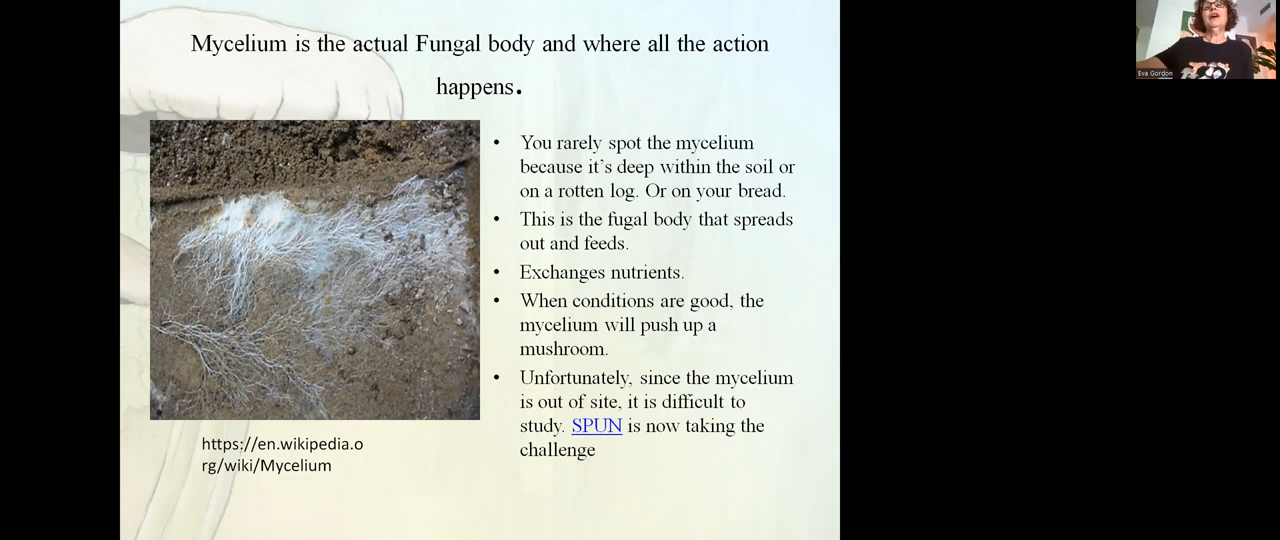 Mycelium is the actual Fungal body and where all the action
happens.
Eva Gordon
• You rarely spot the mycelium
because it's deep within the soil or
on a rotten log. Or on your bread.
• This is the fugal body that spreads
out and feeds.
• Exchanges nutrients.
• When conditions are good, the
mycelium will push up a
mushroom.
• Unfortunately, since the mycelium
is out of site, it is difficult to
study. SPUN is now taking the
challenge
https://en.wikipedia.o
rg/wiki/Mycelium